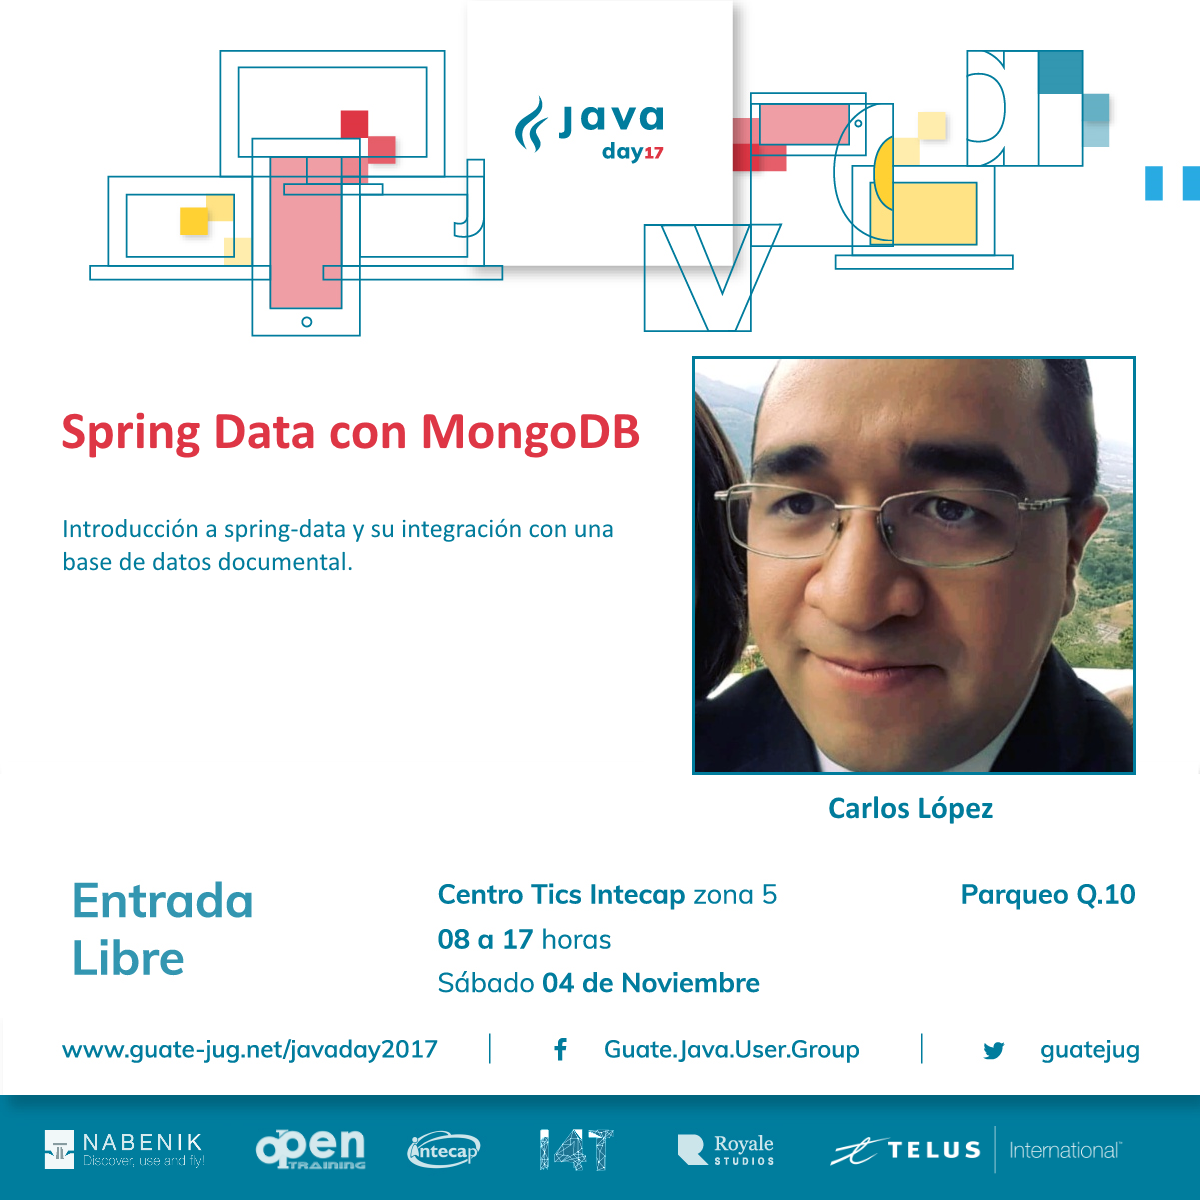 Java
day17
J
V
a
a
Spring Data con MongoDB
Introducción a spring-data y su integración con una
base de datos documental.
Carlos López
Entrada
Libre
Centro Tics Intecap zona 5
08 a 17 horas
Sábado 04 de Noviembre
Parqueo Q.10
www.guate-jug.net/javaday2017
Guate.Java.User.Group
guatejug
NABENIK
Discover, use and fly!
open
TRAINING
intecap
I4T
Royale
STUDIOS
TELUS International™